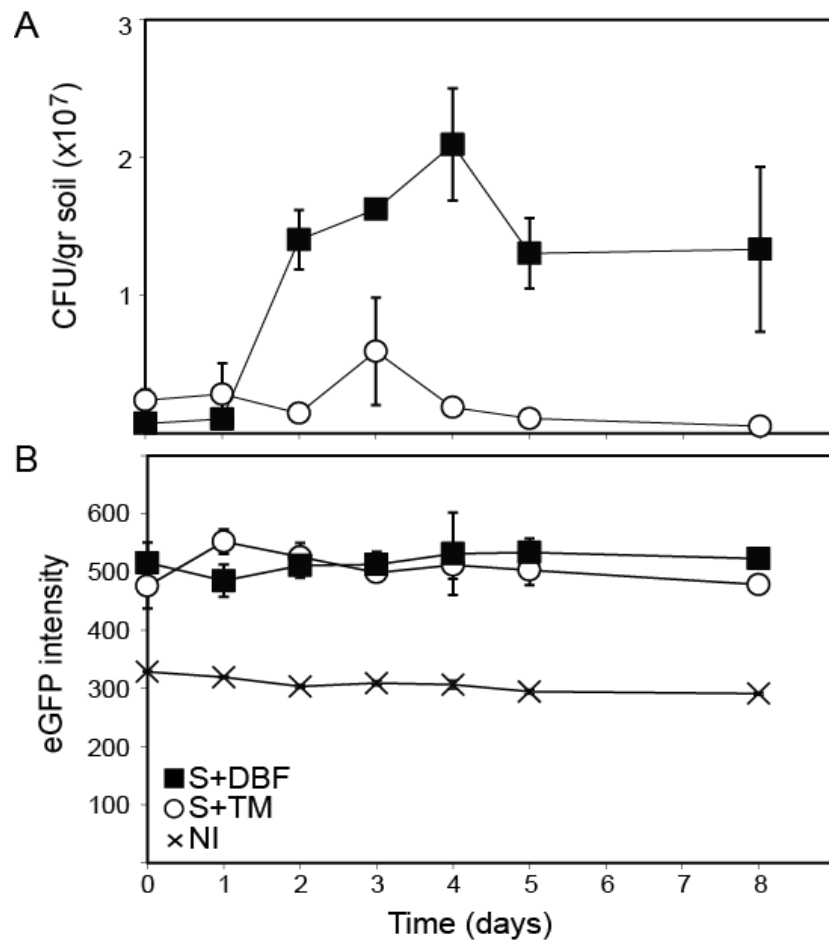 A
3
2
1
CFU/gr soil (x10⁷)
B
600
500
400
300
200
100
eGFP intensity
S+DBF
S+TM
NI
0 1 2 3 4 5 6 7 8
Time (days)